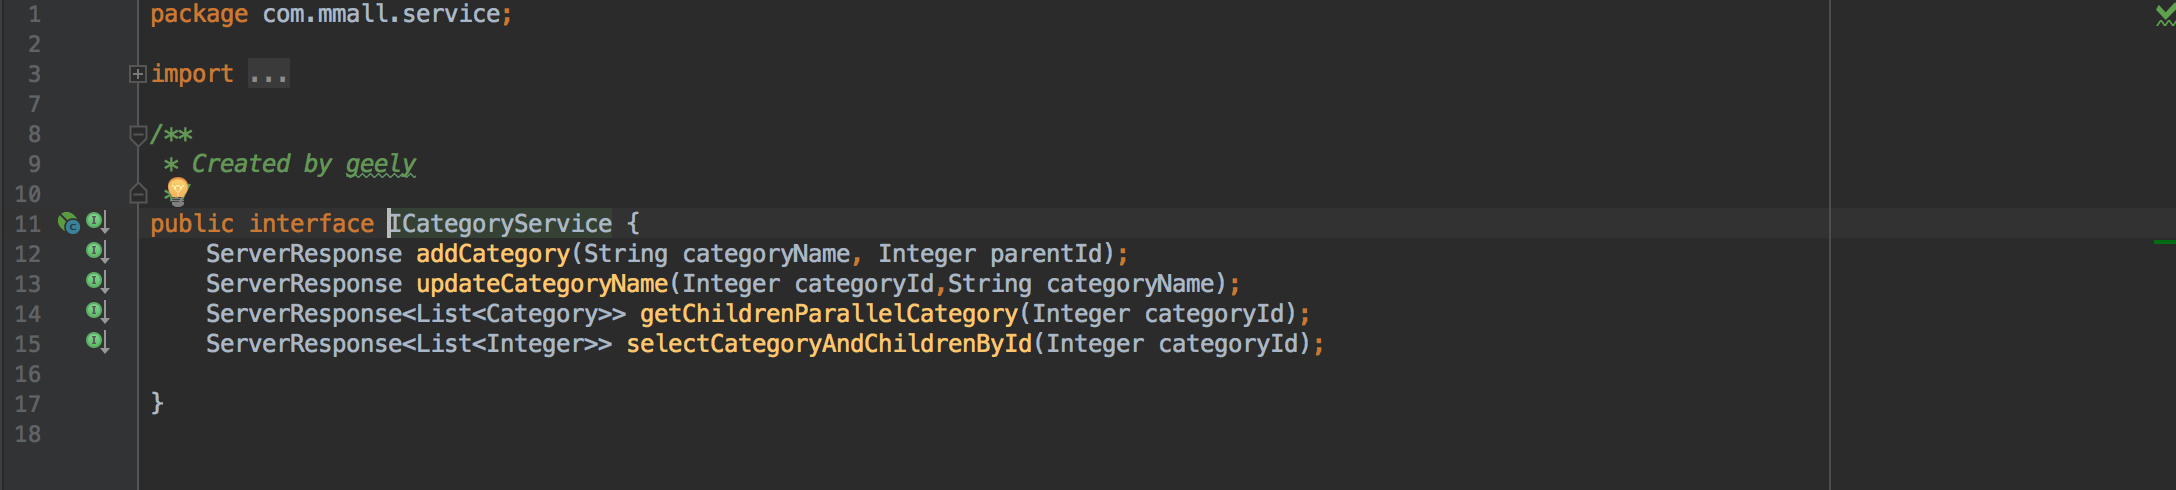 1 package com.mmall.service;
2
3 import ...
7
8 /**
9 * Created by geely
10 */
11 public interface ICategoryService {
12 ServerResponse addCategory(String categoryName, Integer parentId);
13 ServerResponse updateCategoryName(Integer categoryId,String categoryName);
14 ServerResponse<List<Category>> getChildrenParallelCategory(Integer categoryId);
15 ServerResponse<List<Integer>> selectCategoryAndChildrenById(Integer categoryId);
16
17 }
18